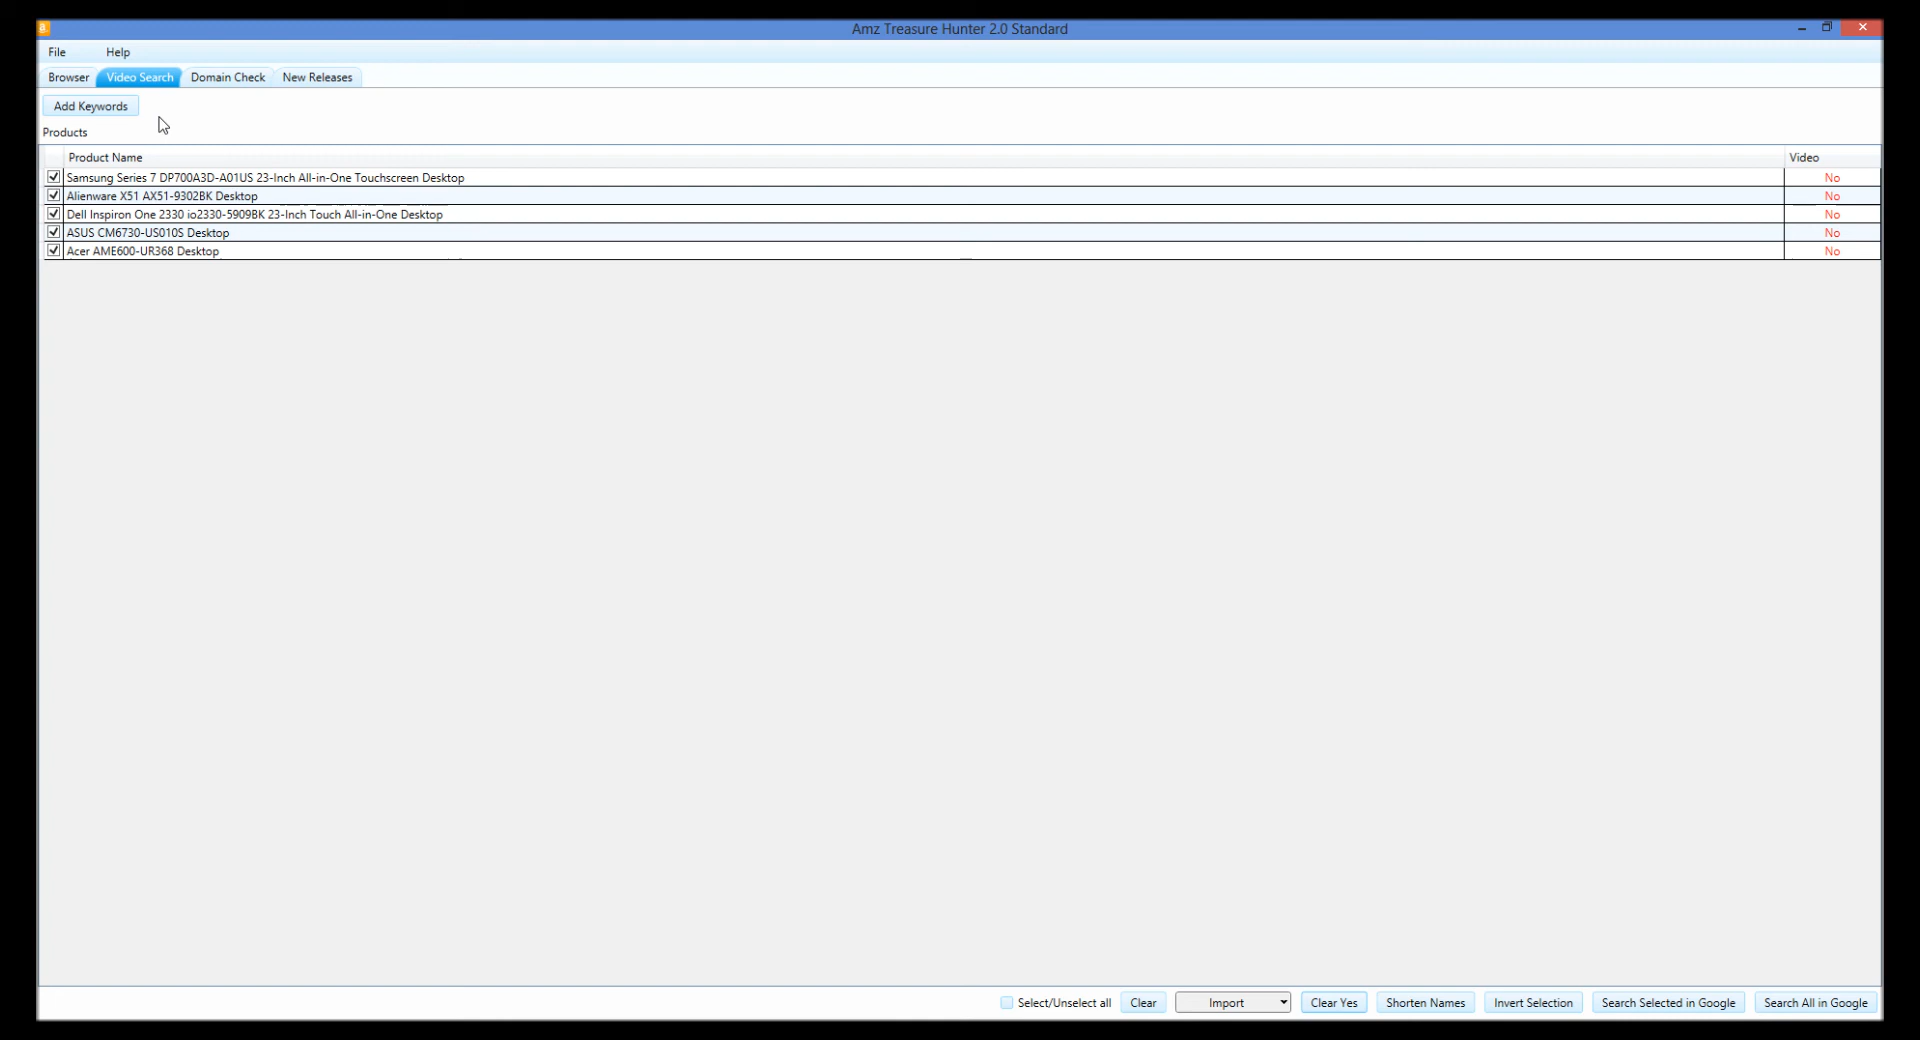 Amz Treasure Hunter 2.0 Standard
File Help
Browser Video Search Domain Check New Releases
Add Keywords
Products
Product Name Video
Samsung Series 7 DP700A3D-A01US 23-Inch All-in-One Touchscreen Desktop No
Alienware X51 AX51-9302BK Desktop No
Dell Inspiron One 2330 io2330-5909BK 23-Inch Touch All-in-One Desktop No
ASUS CM6730-US010S Desktop No
Acer AME600-UR368 Desktop No
Select/Unselect all Clear Import Clear Yes Shorten Names Invert Selection Search Selected in Google Search All in Google